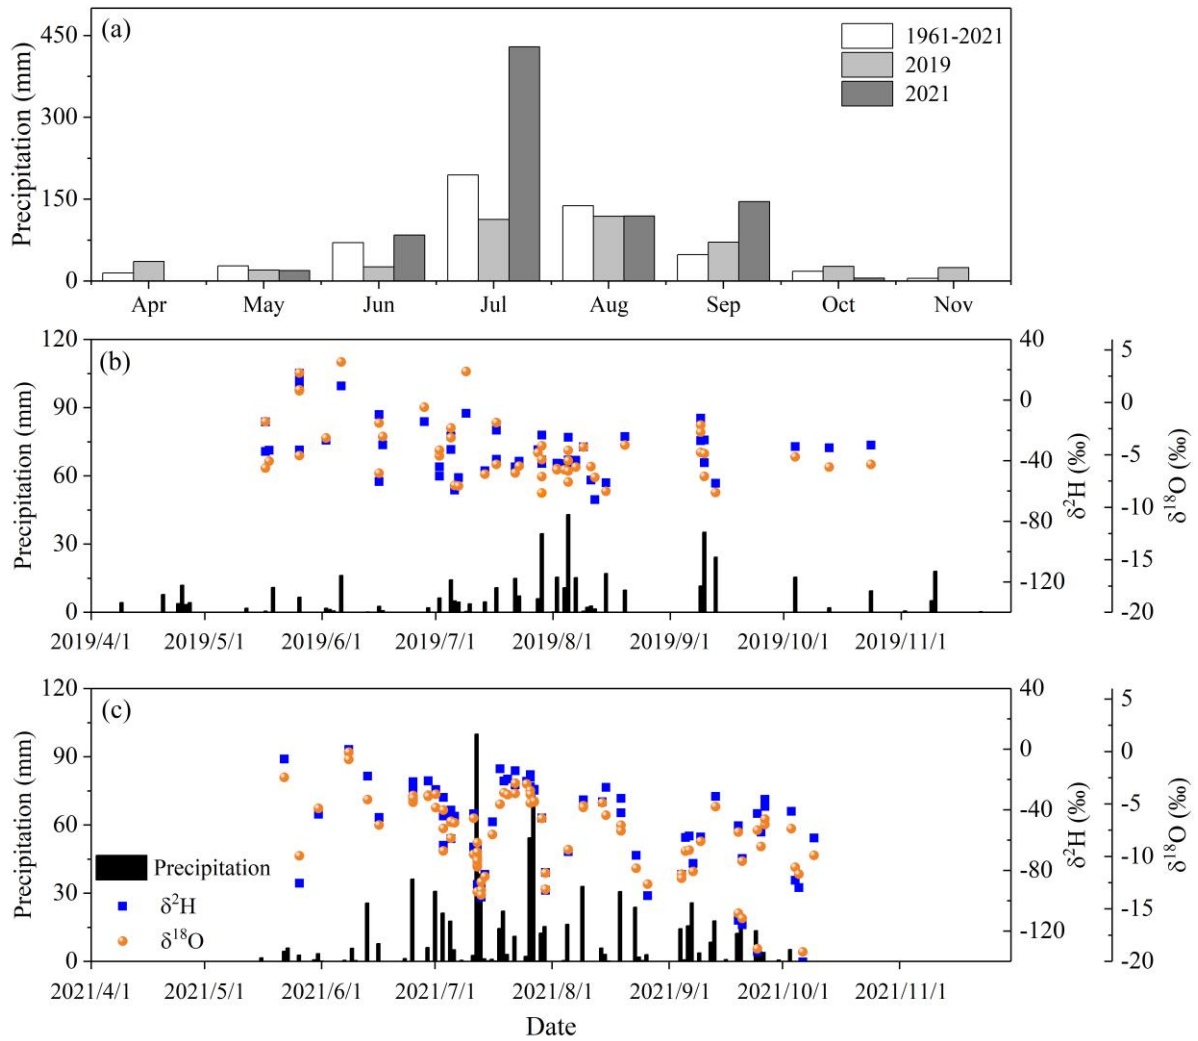 (a)
Precipitation (mm)
450
300
150
0
1961-2021
2019
2021
Apr May Jun Jul Aug Sep Oct Nov
(b)
Precipitation (mm)
120
90
60
30
0
40
0
-40
-80
-120
δ²H (‰)
5
0
-5
-10
-15
-20
δ¹⁸O (‰)
2019/4/1 2019/5/1 2019/6/1 2019/7/1 2019/8/1 2019/9/1 2019/10/1 2019/11/1
(c)
Precipitation (mm)
120
90
60
30
0
Precipitation
δ²H
δ¹⁸O
40
0
-40
-80
-120
δ²H (‰)
5
0
-5
-10
-15
-20
δ¹⁸O (‰)
2021/4/1 2021/5/1 2021/6/1 2021/7/1 2021/8/1 2021/9/1 2021/10/1 2021/11/1
Date